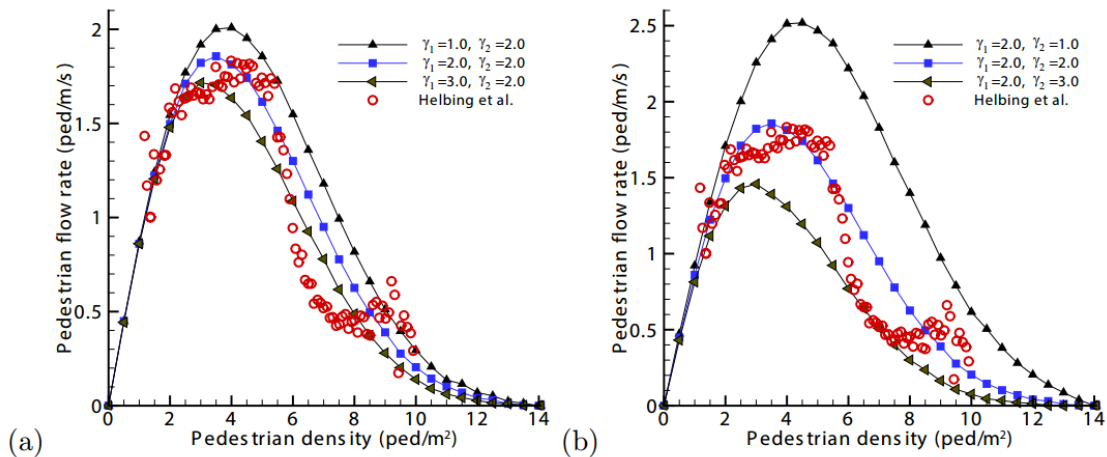 (a)
Pedestrian flow rate (ped/m/s)
2
1.5
1
0.5
0
γ₁=1.0, γ₂=2.0
γ₁=2.0, γ₂=2.0
γ₁=3.0, γ₂=2.0
Helbing et al.
0 2 4 6 8 10 12 14
Pedestrian density (ped/m²)
(b)
Pedestrian flow rate (ped/m/s)
2.5
2
1.5
1
0.5
0
γ₁=2.0, γ₂=1.0
γ₁=2.0, γ₂=2.0
γ₁=2.0, γ₂=3.0
Helbing et al.
0 2 4 6 8 10 12 14
Pedestrian density (ped/m²)